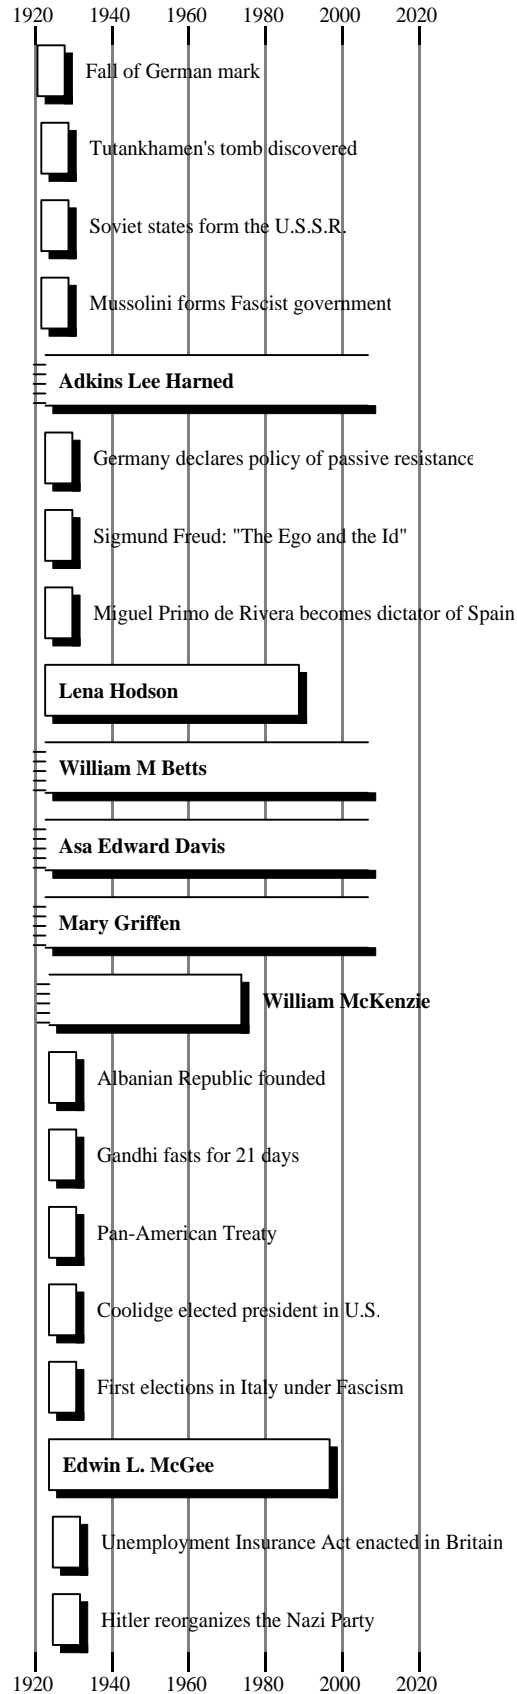 1920 1940 1960 1980 2000 2020
Fall of German mark
Tutankhamen's tomb discovered
Soviet states form the U.S.S.R.
Mussolini forms Fascist government
Adkins Lee Harned
Germany declares policy of passive resistance
Sigmund Freud: "The Ego and the Id"
Miguel Primo de Rivera becomes dictator of Spain
Lena Hodson
William M Betts
Asa Edward Davis
Mary Griffen
William McKenzie
Albanian Republic founded
Gandhi fasts for 21 days
Pan-American Treaty
Coolidge elected president in U.S.
First elections in Italy under Fascism
Edwin L. McGee
Unemployment Insurance Act enacted in Britain
Hitler reorganizes the Nazi Party
1920 1940 1960 1980 2000 2020